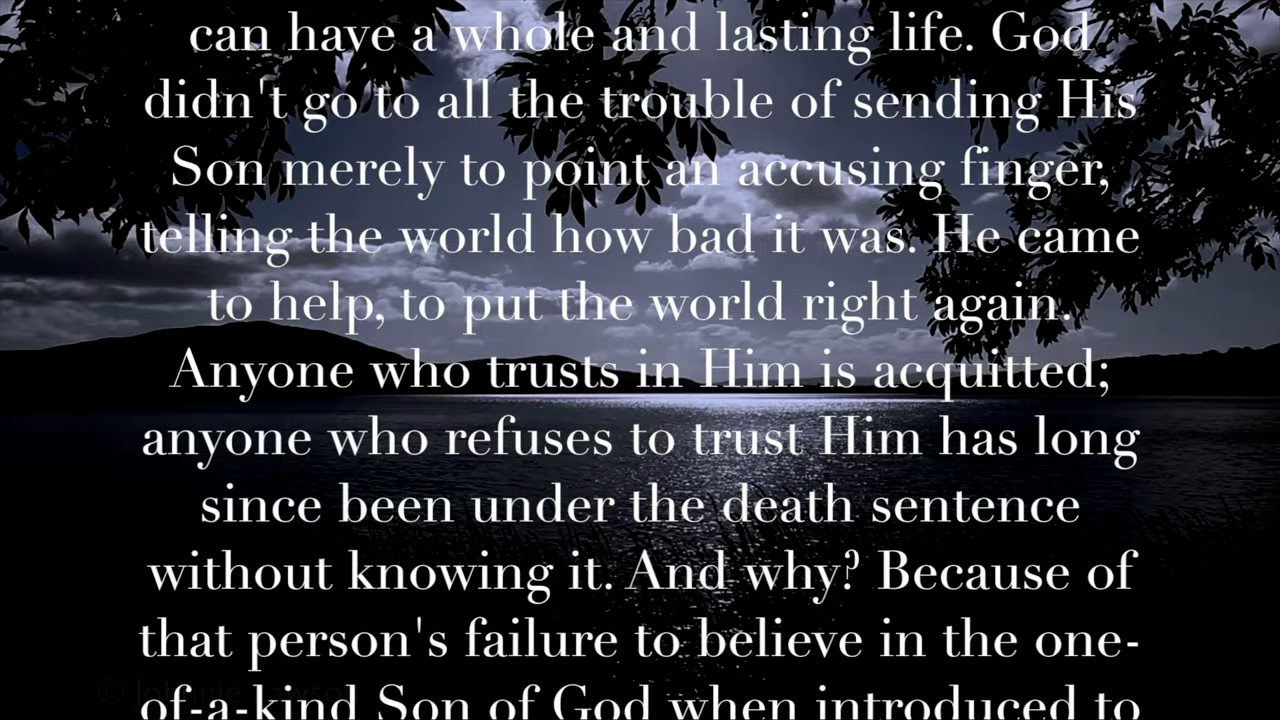 can have a whole and lasting life. God
didn't go to all the trouble of sending His
Son merely to point an accusing finger,
telling the world how bad it was. He came
to help, to put the world right again.
Anyone who trusts in Him is acquitted;
anyone who refuses to trust Him has long
since been under the death sentence
without knowing it. And why? Because of
that person's failure to believe in the one-
of-a-kind Son of God when introduced to